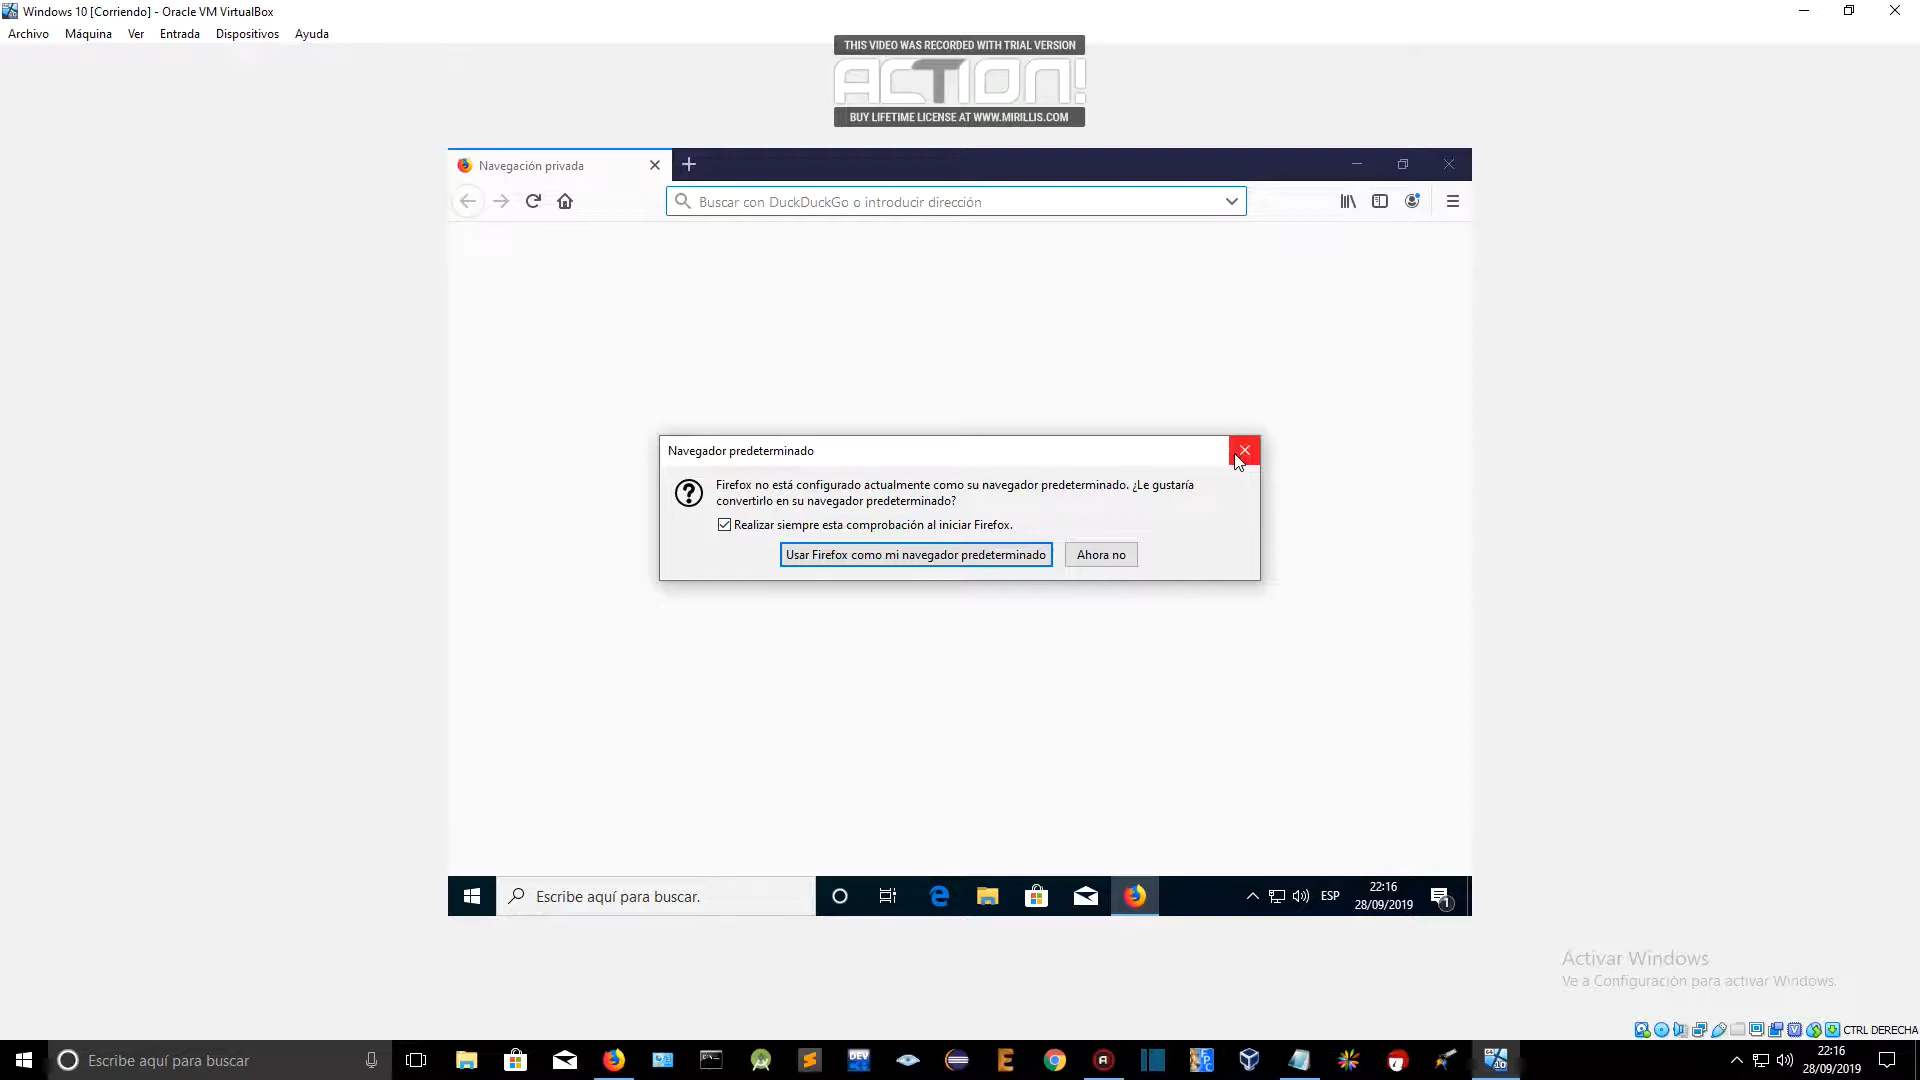 Windows 10 [Corriendo] - Oracle VM VirtualBox
Archivo Máquina Ver Entrada Dispositivos Ayuda
THIS VIDEO WAS RECORDED WITH TRIAL VERSION
ACTION!
BUY LIFETIME LICENSE AT WWW.MIRILLIS.COM
Navegación privada
Buscar con DuckDuckGo o introducir dirección
Navegador predeterminado
Firefox no está configurado actualmente como su navegador predeterminado. ¿Le gustaría
convertirlo en su navegador predeterminado?
Realizar siempre esta comprobación al iniciar Firefox.
Usar Firefox como mi navegador predeterminado Ahora no
Escribe aquí para buscar.
ESP
22:16
28/09/2019
1
Activar Windows
Ve a Configuración para activar Windows.
CTRL DERECHA
Escribe aquí para buscar
DEV
22:16
28/09/2019